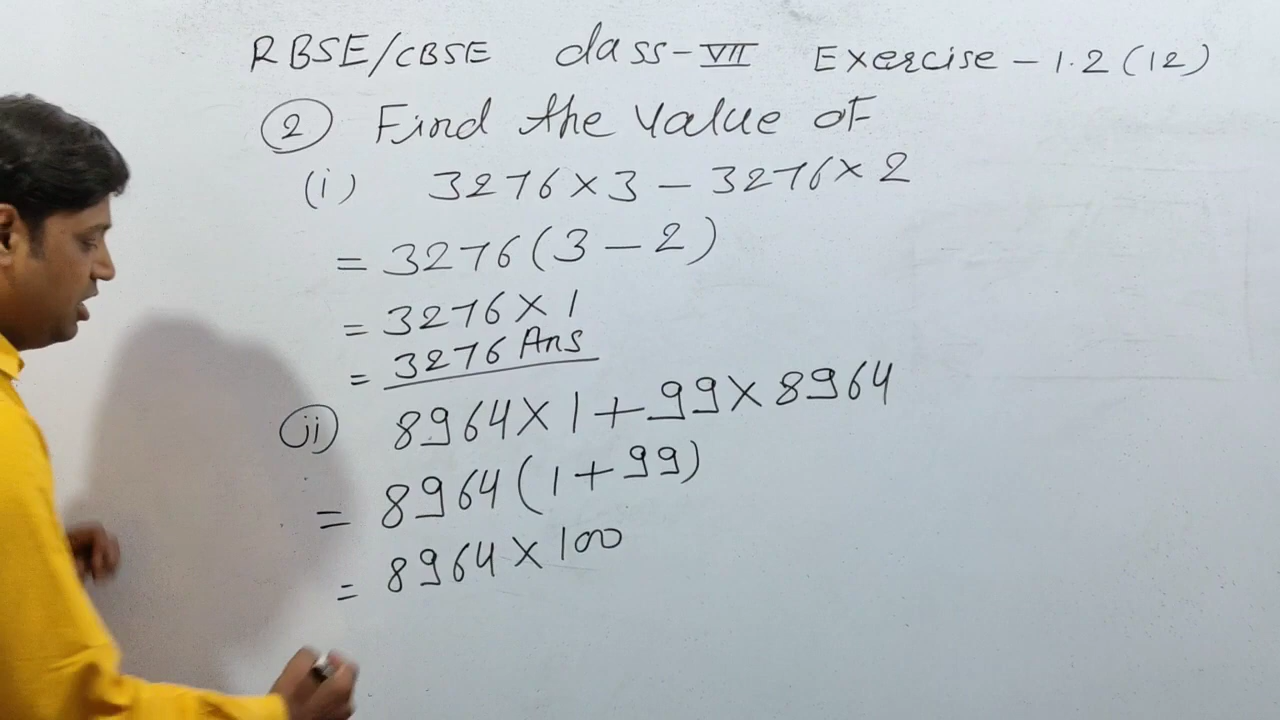 RBSE/CBSE class-VII Exercise-1.2(12)
② Find the value of
(i) 3276×3-3276×2
=3276(3-2)
=3276×1
=3276 Ans
(ii) 8964×1+99×8964
=8964(1+99)
=8964×100